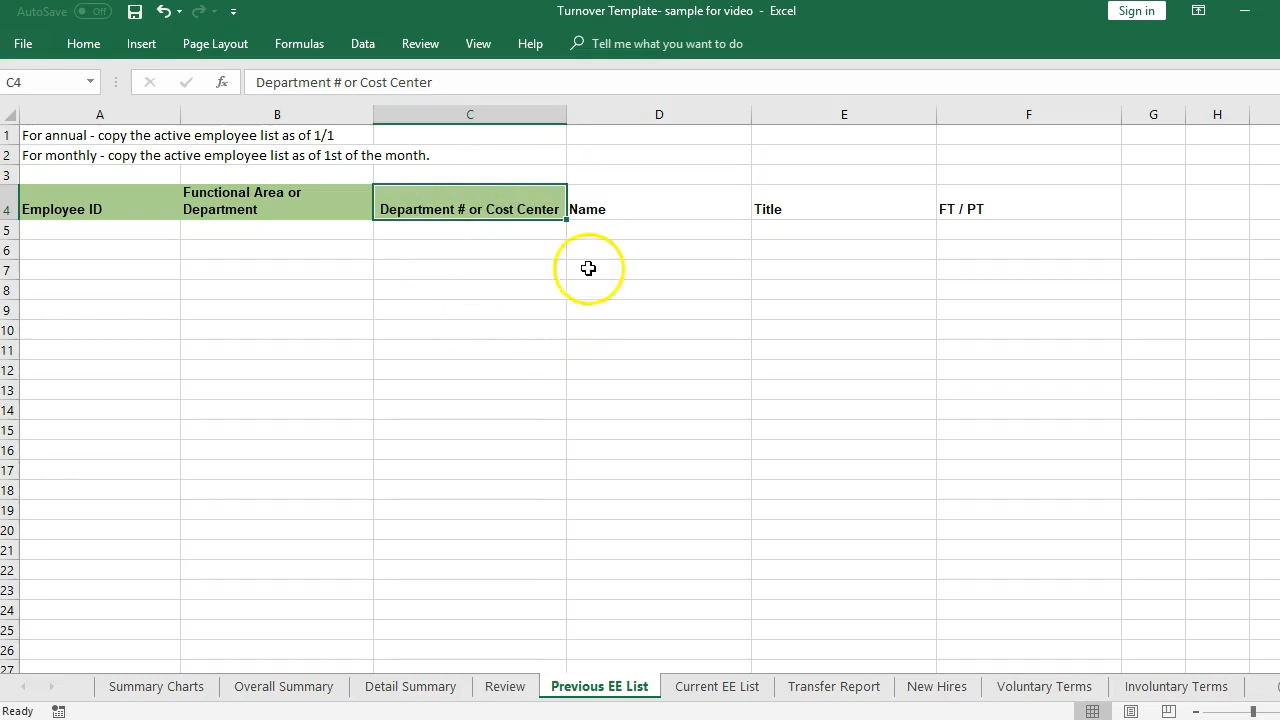 AutoSave Off Turnover Template- sample for video - Excel Sign in
File Home Insert Page Layout Formulas Data Review View Help Tell me what you want to do
C4 fx Department # or Cost Center
A B C D E F G H
1 For annual - copy the active employee list as of 1/1
2 For monthly - copy the active employee list as of 1st of the month.
3
Functional Area or
4 Employee ID Department Department # or Cost Center Name Title FT / PT
5
6
7
8
9
10
11
12
13
14
15
16
17
18
19
20
21
22
23
24
25
26
27
Summary Charts Overall Summary Detail Summary Review Previous EE List Current EE List Transfer Report New Hires Voluntary Terms Involuntary Terms
Ready